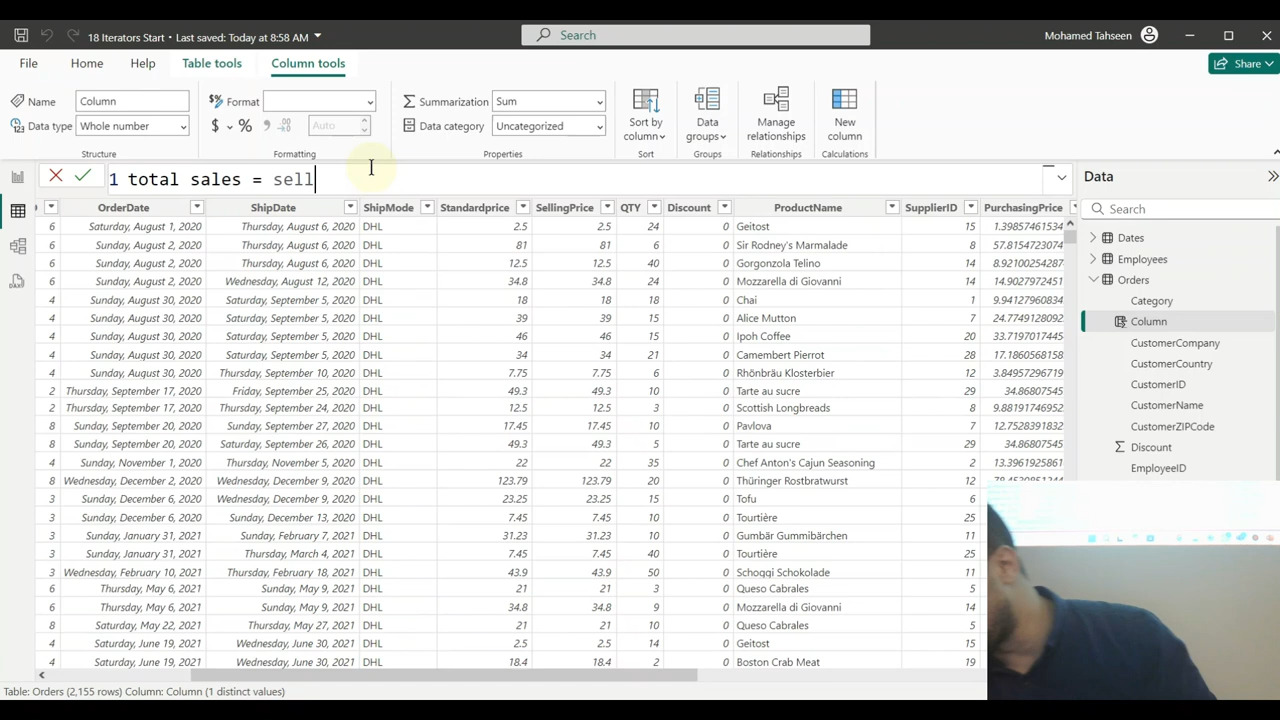 18 Iterators Start • Last saved: Today at 8:58 AM
Search
Mohamed Tahseen
File Home Help Table tools Column tools
Share
Name Column
Format
Summarization Sum
Data type Whole number
$ % Auto
Data category Uncategorized
Sort by column
Data groups
Manage relationships
New column
Structure Formatting Properties Sort Groups Relationships Calculations
1 total sales = sell
Data
OrderDate ShipDate ShipMode Standardprice SellingPrice QTY Discount ProductName SupplierID PurchasingPrice
6 Saturday, August 1, 2020 Thursday, August 6, 2020 DHL 2.5 2.5 24 0 Geitost 15 1.39857461534
6 Sunday, August 2, 2020 Thursday, August 6, 2020 DHL 81 81 6 0 Sir Rodney's Marmalade 8 57.8154723074
6 Sunday, August 2, 2020 Thursday, August 6, 2020 DHL 12.5 12.5 40 0 Gorgonzola Telino 14 8.92100254287
6 Sunday, August 2, 2020 Wednesday, August 12, 2020 DHL 34.8 34.8 24 0 Mozzarella di Giovanni 14 14.9027972451
4 Sunday, August 30, 2020 Saturday, September 5, 2020 DHL 18 18 18 0 Chai 1 9.94127960834
4 Sunday, August 30, 2020 Saturday, September 5, 2020 DHL 39 39 15 0 Alice Mutton 7 24.7749128092
4 Sunday, August 30, 2020 Saturday, September 5, 2020 DHL 46 46 15 0 Ipoh Coffee 20 33.7197017445
4 Sunday, August 30, 2020 Saturday, September 5, 2020 DHL 34 34 21 0 Camembert Pierrot 28 17.1860568158
4 Sunday, August 30, 2020 Thursday, September 10, 2020 DHL 7.75 7.75 6 0 Rhönbräu Klosterbier 12 3.84957296719
2 Thursday, September 17, 2020 Friday, September 25, 2020 DHL 49.3 49.3 10 0 Tarte au sucre 29 34.86807545
2 Thursday, September 17, 2020 Thursday, September 24, 2020 DHL 12.5 12.5 3 0 Scottish Longbreads 8 9.88191746952
8 Sunday, September 20, 2020 Sunday, September 27, 2020 DHL 17.45 17.45 10 0 Pavlova 7 12.7528391832
8 Sunday, September 20, 2020 Saturday, September 26, 2020 DHL 49.3 49.3 5 0 Tarte au sucre 29 34.86807545
4 Sunday, November 1, 2020 Thursday, November 5, 2020 DHL 22 22 35 0 Chef Anton's Cajun Seasoning 2 13.3961925861
8 Wednesday, December 2, 2020 Wednesday, December 9, 2020 DHL 123.79 123.79 20 0 Thüringer Rostbratwurst 12
3 Sunday, December 6, 2020 Wednesday, December 9, 2020 DHL 23.25 23.25 15 0 Tofu 6
3 Sunday, December 6, 2020 Sunday, December 13, 2020 DHL 7.45 7.45 10 0 Tourtière 25
3 Sunday, January 31, 2021 Sunday, February 7, 2021 DHL 31.23 31.23 10 0 Gumbär Gummibärchen 11
3 Sunday, January 31, 2021 Thursday, March 4, 2021 DHL 7.45 7.45 40 0 Tourtière 25
3 Wednesday, February 10, 2021 Thursday, February 18, 2021 DHL 43.9 43.9 50 0 Schoggi Schokolade 11
6 Thursday, May 6, 2021 Sunday, May 9, 2021 DHL 21 21 3 0 Queso Cabrales 5
6 Thursday, May 6, 2021 Sunday, May 9, 2021 DHL 34.8 34.8 9 0 Mozzarella di Giovanni 14
8 Saturday, May 22, 2021 Thursday, May 27, 2021 DHL 21 21 10 0 Queso Cabrales 5
4 Saturday, June 19, 2021 Wednesday, June 30, 2021 DHL 2.5 2.5 14 0 Geitost 15
4 Saturday, June 19, 2021 Wednesday, June 30, 2021 DHL 18.4 18.4 2 0 Boston Crab Meat 19
Table: Orders (2,155 rows) Column: Column (1 distinct values)
Search
Dates
Employees
Orders
Category
Column
CustomerCompany
CustomerCountry
CustomerID
CustomerName
CustomerZIPCode
Discount
EmployeeID